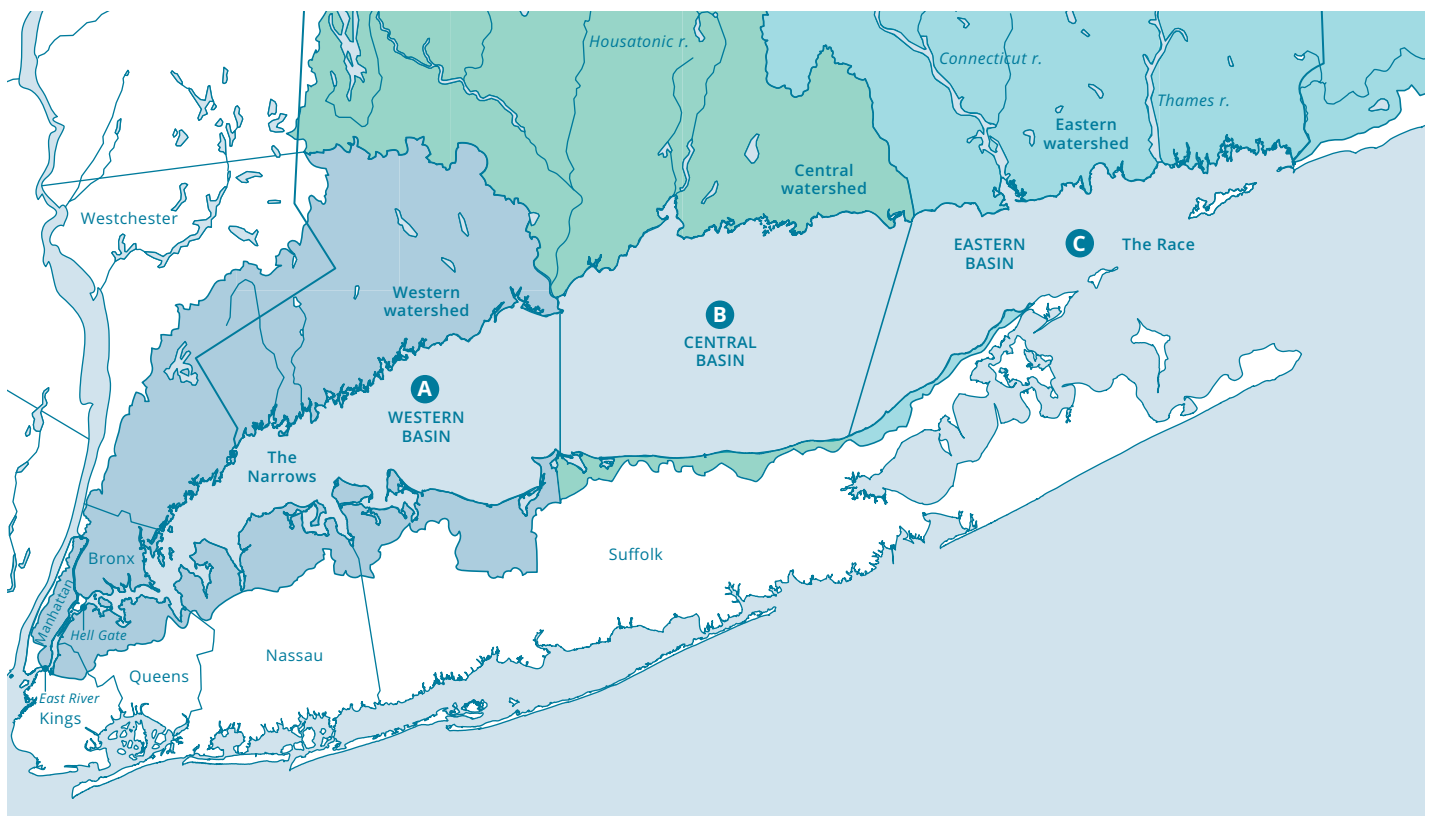 Housatonic r.
Connecticut r.
Thames r.
Eastern
watershed
Central
watershed
Westchester
EASTERN
BASIN
C
The Race
Western
watershed
B
CENTRAL
BASIN
A
WESTERN
BASIN
The
Narrows
Bronx
Suffolk
Manhattan
Hell Gate
Nassau
Queens
East River
Kings